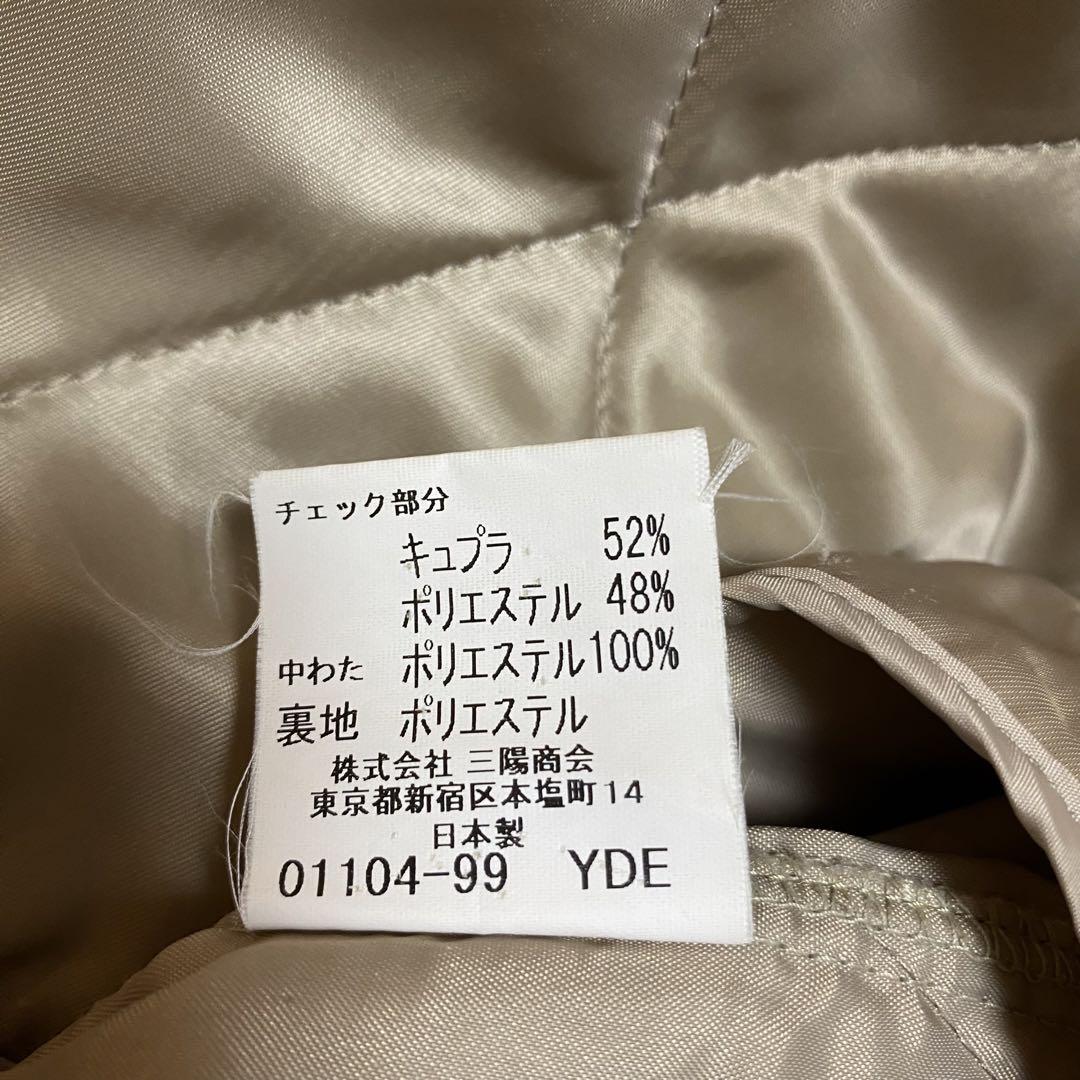 チェック部分
キュプラ 52%
ポリエステル 48%
中わた ポリエステル100%
裏地 ポリエステル
株式会社 三陽商会
東京都新宿区本塩町14
日本製
01104-99 YDE